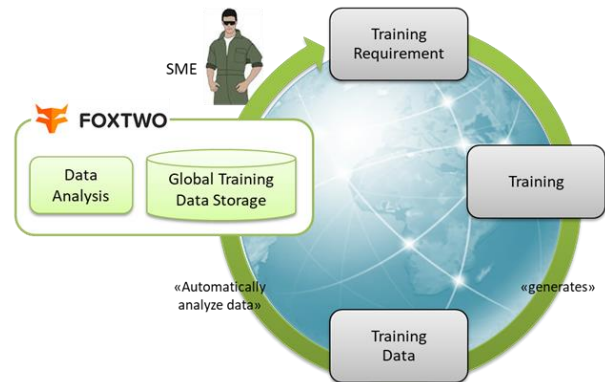 Training
Requirement
SME
FOXTWO
Data
Analysis
Global Training
Data Storage
Training
«Automatically
analyze data»
«generates»
Training
Data